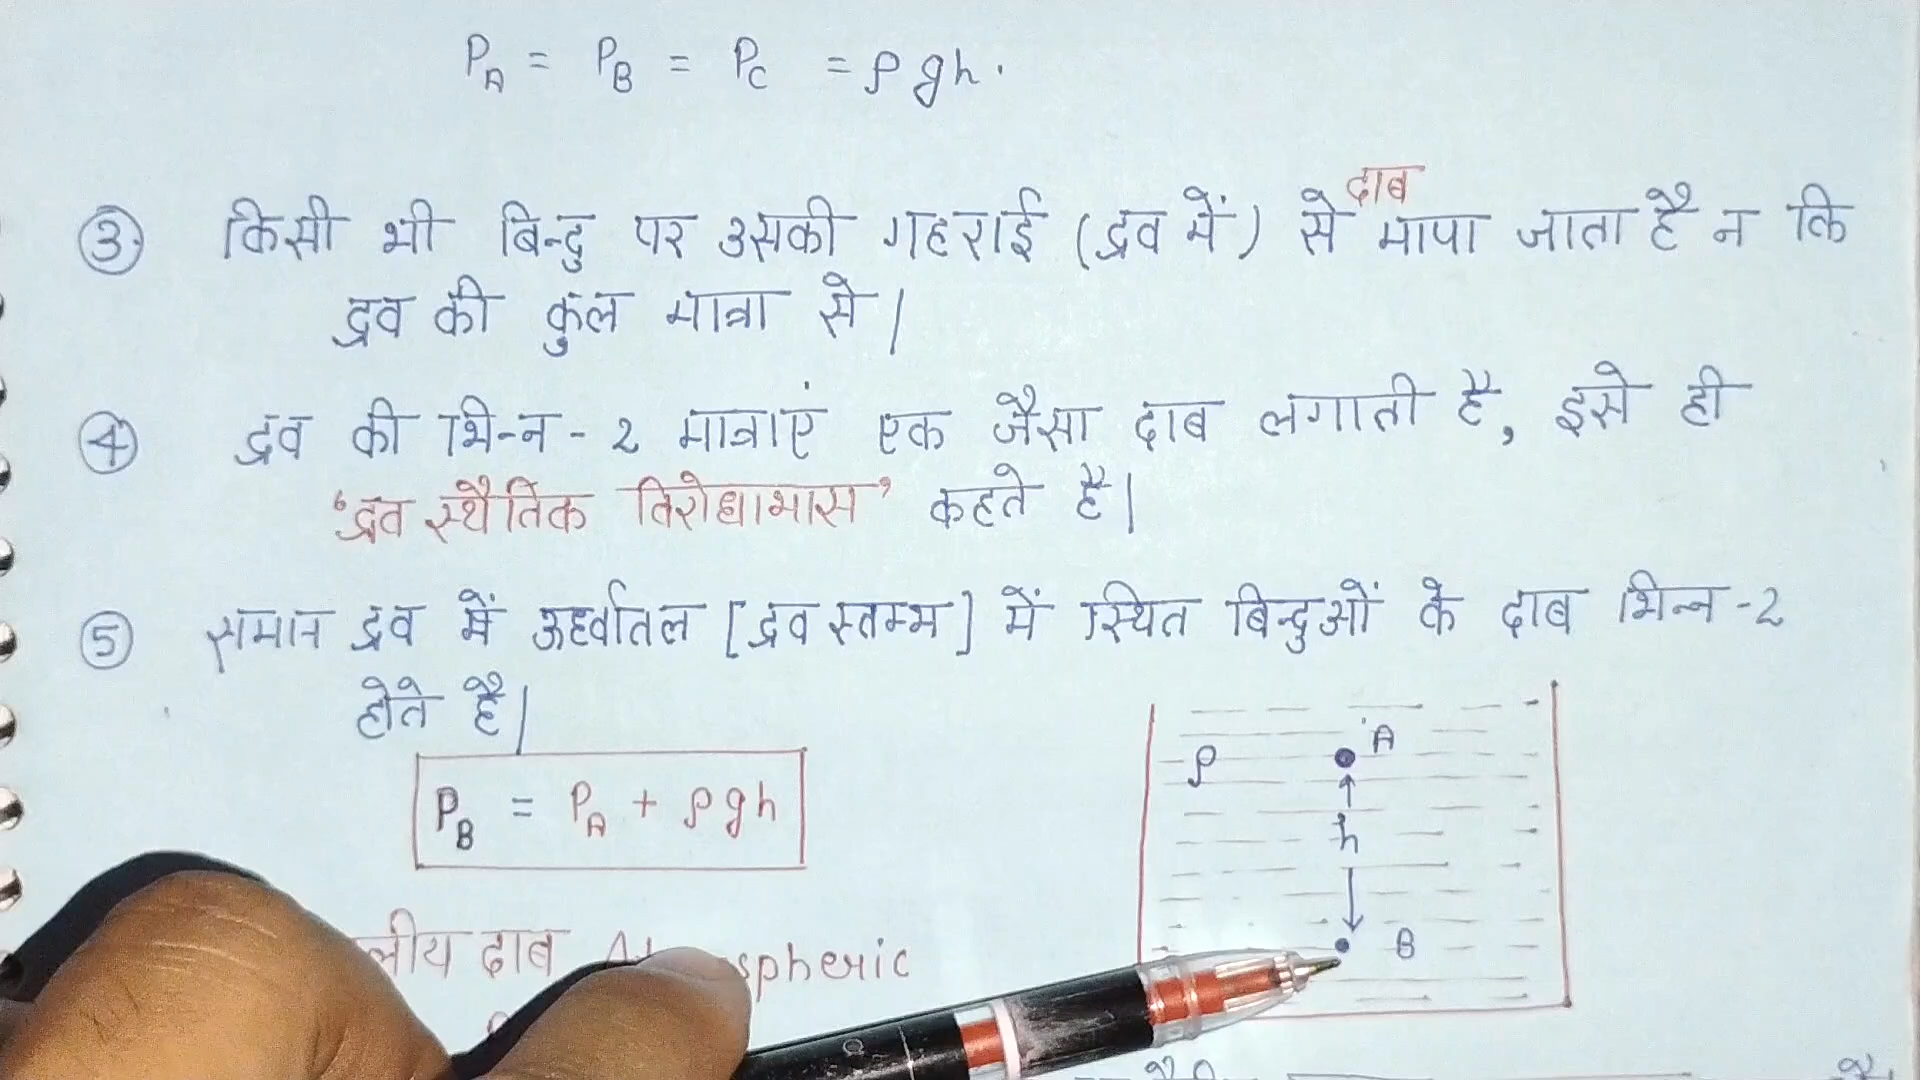 P_A = P_B = P_C = ρgh.
दाब
③ किसी भी बिन्दु पर उसकी गहराई (द्रव में) से मापा जाता है न कि
द्रव की कुल मात्रा से|
④ द्रव की भिन्न-2 मात्राएं एक जैसा दाब लगाती है, इसे ही
'द्रव स्थैतिक विरोधाभास' कहते है|
⑤ समान द्रव में ऊर्ध्वातल [द्रव स्तम्भ] में स्थित बिन्दुओं के दाब भिन्न-2
होते है|
P_B = P_A + ρgh
ρ
A
h
B
दाब